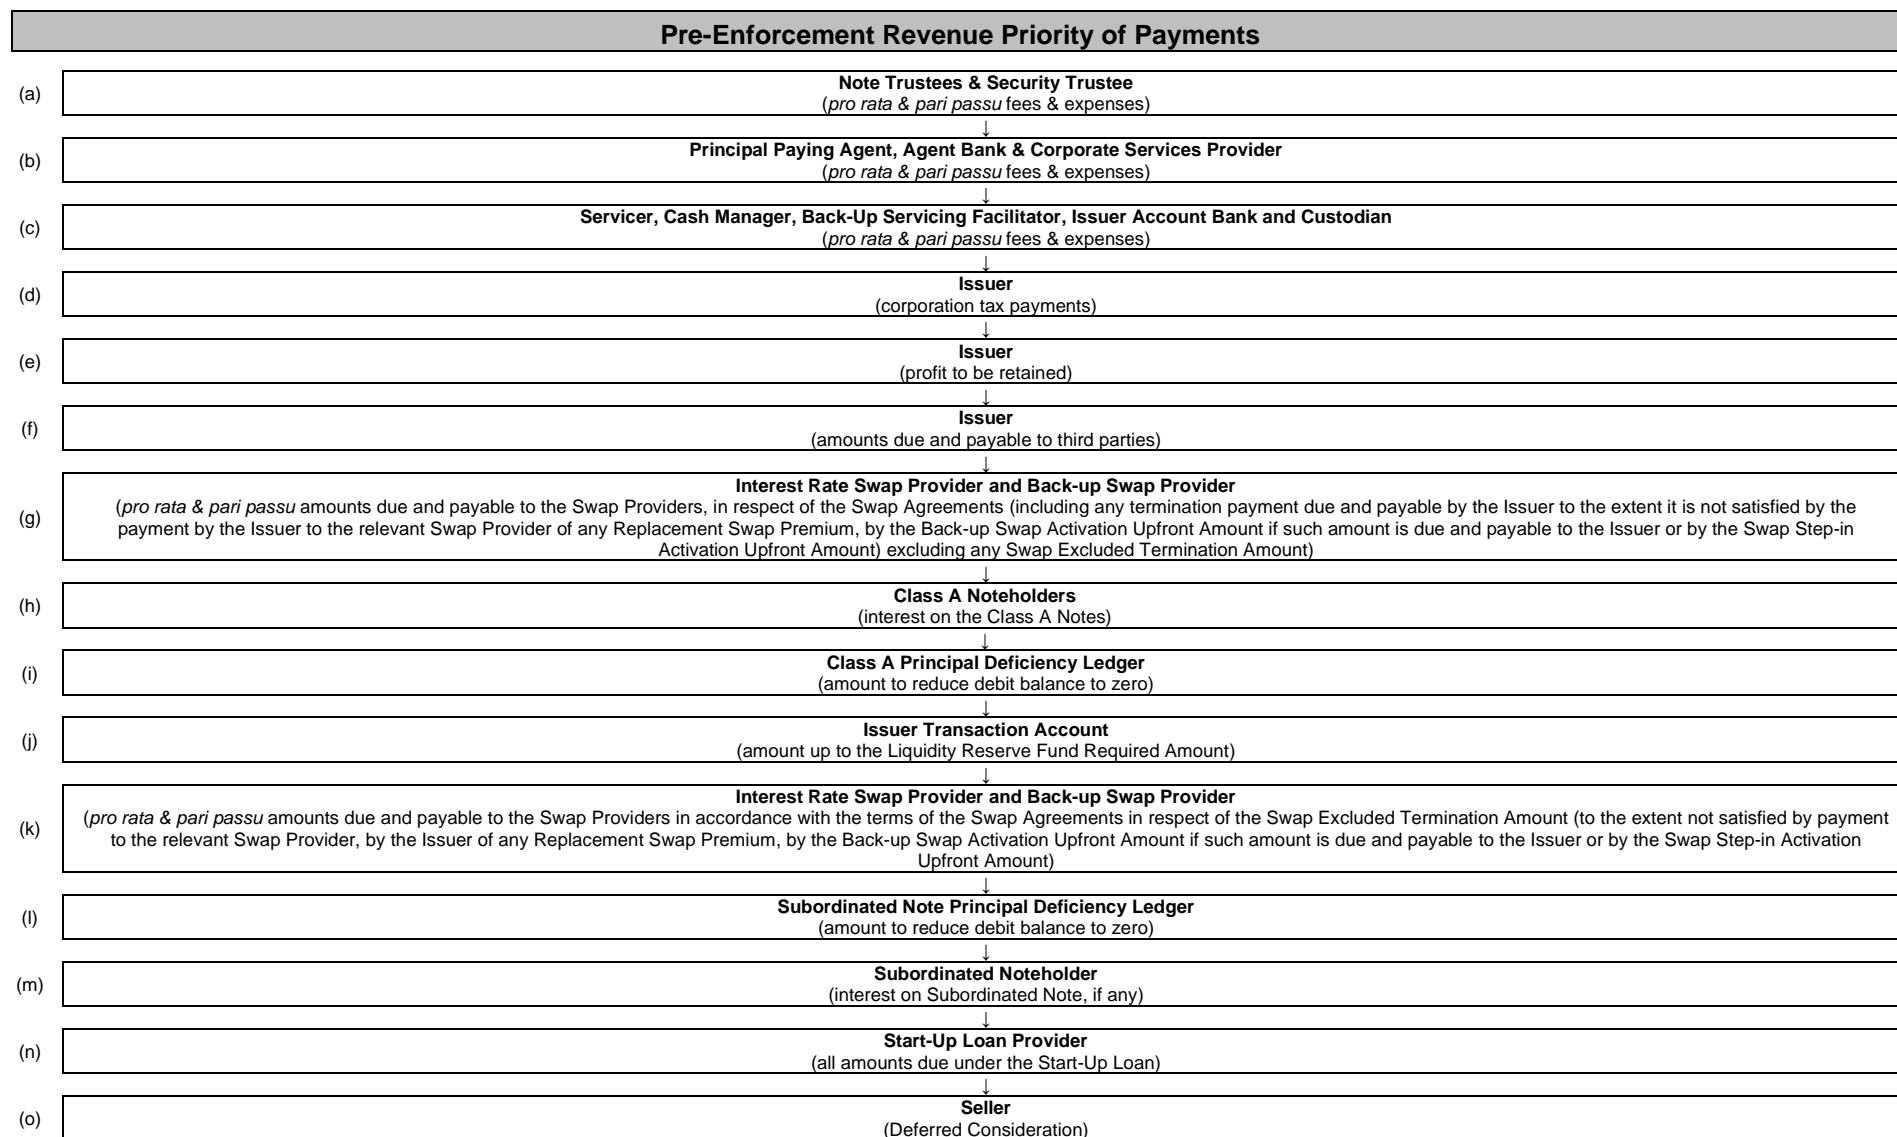 Pre-Enforcement Revenue Priority of Payments
(a)
Note Trustees & Security Trustee
(pro rata & pari passu fees & expenses)
↓
(b)
Principal Paying Agent, Agent Bank & Corporate Services Provider
(pro rata & pari passu fees & expenses)
↓
(c)
Servicer, Cash Manager, Back-Up Servicing Facilitator, Issuer Account Bank and Custodian
(pro rata & pari passu fees & expenses)
↓
(d)
Issuer
(corporation tax payments)
↓
(e)
Issuer
(profit to be retained)
↓
(f)
Issuer
(amounts due and payable to third parties)
↓
(g)
Interest Rate Swap Provider and Back-up Swap Provider
(pro rata & pari passu amounts due and payable to the Swap Providers, in respect of the Swap Agreements (including any termination payment due and payable by the Issuer to the extent it is not satisfied by the
payment by the Issuer to the relevant Swap Provider of any Replacement Swap Premium, by the Back-up Swap Activation Upfront Amount if such amount is due and payable to the Issuer or by the Swap Step-in
Activation Upfront Amount) excluding any Swap Excluded Termination Amount)
↓
(h)
Class A Noteholders
(interest on the Class A Notes)
↓
(i)
Class A Principal Deficiency Ledger
(amount to reduce debit balance to zero)
↓
(j)
Issuer Transaction Account
(amount up to the Liquidity Reserve Fund Required Amount)
↓
(k)
Interest Rate Swap Provider and Back-up Swap Provider
(pro rata & pari passu amounts due and payable to the Swap Providers in accordance with the terms of the Swap Agreements in respect of the Swap Excluded Termination Amount (to the extent not satisfied by payment
to the relevant Swap Provider, by the Issuer of any Replacement Swap Premium, by the Back-up Swap Activation Upfront Amount if such amount is due and payable to the Issuer or by the Swap Step-in Activation
Upfront Amount)
↓
(l)
Subordinated Note Principal Deficiency Ledger
(amount to reduce debit balance to zero)
↓
(m)
Subordinated Noteholder
(interest on Subordinated Note, if any)
↓
(n)
Start-Up Loan Provider
(all amounts due under the Start-Up Loan)
↓
(o)
Seller
(Deferred Consideration)